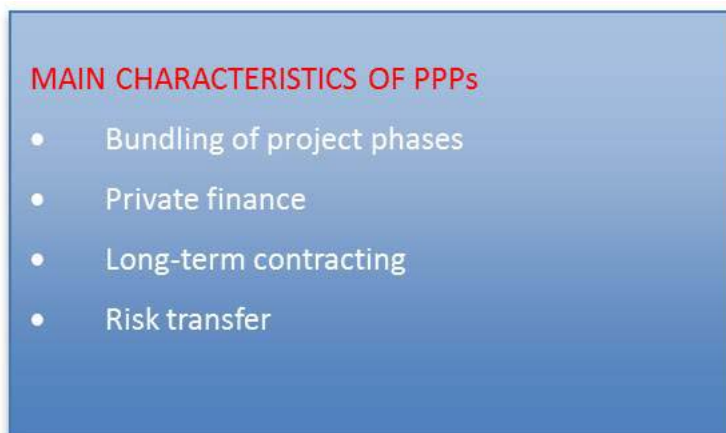 MAIN CHARACTERISTICS OF PPPs
• Bundling of project phases
• Private finance
• Long-term contracting
• Risk transfer